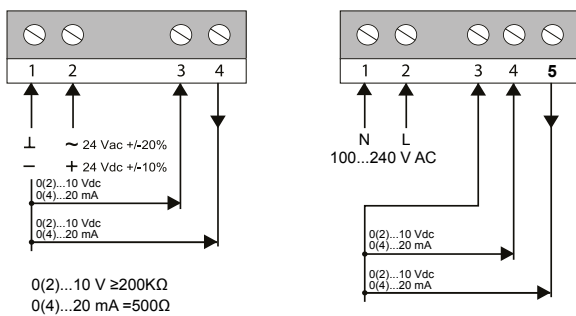 1 2 3 4
⊥ ~ 24 Vac +/-20%
− + 24 Vdc +/-10%
0(2)...10 Vdc
0(4)...20 mA
0(2)...10 Vdc
0(4)...20 mA
0(2)...10 V ≥200KΩ
0(4)...20 mA =500Ω
1 2 3 4 5
N L
100...240 V AC
0(2)...10 Vdc
0(4)...20 mA
0(2)...10 Vdc
0(4)...20 mA